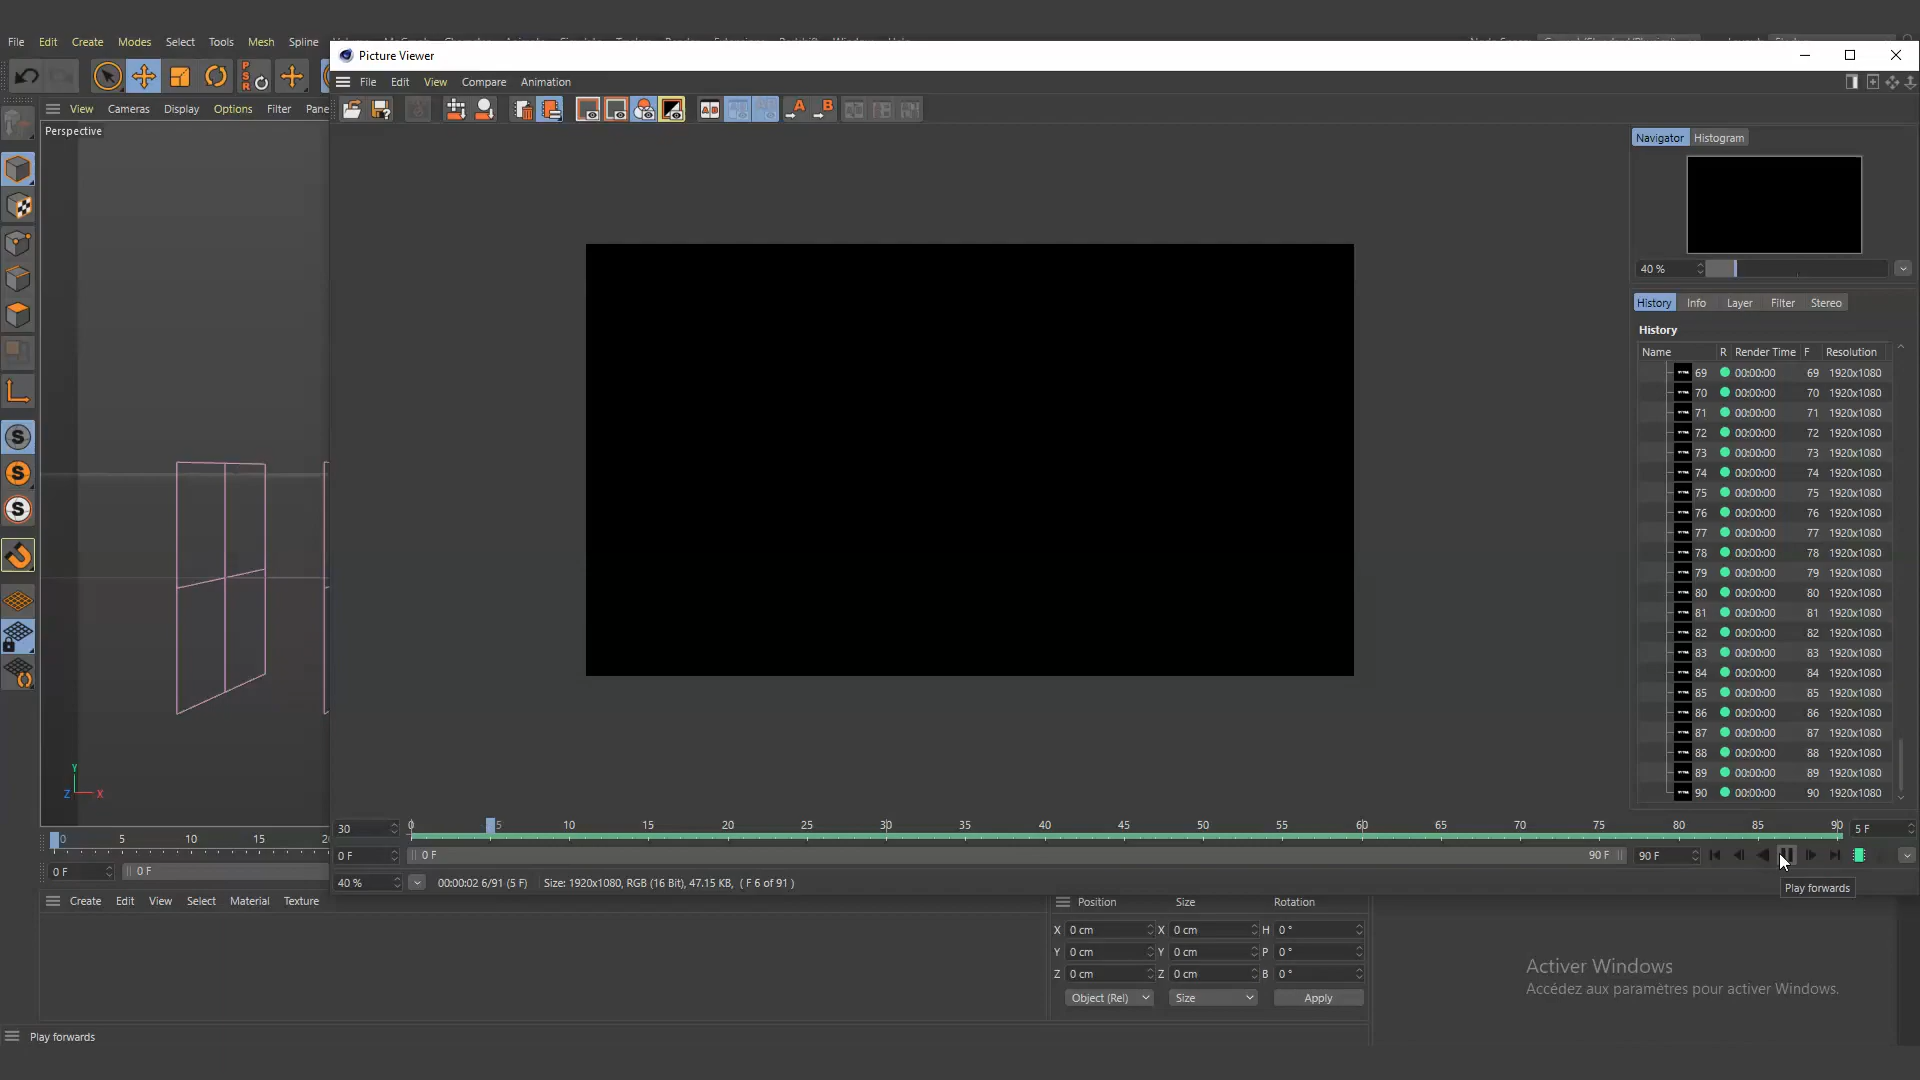 File Edit Create Modes Select Tools Mesh Spline
Picture Viewer
File Edit View Compare Animation
View Cameras Display Options Filter Pane
Perspective
Navigator Histogram
40 %
History Info Layer Filter Stereo
History
Name R Render Time F Resolution
69 00:00:00 69 1920x1080
70 00:00:00 70 1920x1080
71 00:00:00 71 1920x1080
72 00:00:00 72 1920x1080
73 00:00:00 73 1920x1080
74 00:00:00 74 1920x1080
75 00:00:00 75 1920x1080
76 00:00:00 76 1920x1080
77 00:00:00 77 1920x1080
78 00:00:00 78 1920x1080
79 00:00:00 79 1920x1080
80 00:00:00 80 1920x1080
81 00:00:00 81 1920x1080
82 00:00:00 82 1920x1080
83 00:00:00 83 1920x1080
84 00:00:00 84 1920x1080
85 00:00:00 85 1920x1080
86 00:00:00 86 1920x1080
87 00:00:00 87 1920x1080
88 00:00:00 88 1920x1080
89 00:00:00 89 1920x1080
90 00:00:00 90 1920x1080
Y
Z X
30 0 5 10 15 20 25 30 35 40 45 50 55 60 65 70 75 80 85 90 5 F
0 5 10 15
0 F 0 F 90 F 90 F
0 F 0 F
40 % 00:00:02 6/91 (5 F) Size: 1920x1080, RGB (16 Bit), 47.15 KB, ( F 6 of 91 )
Play forwards
Create Edit View Select Material Texture
Position Size Rotation
X 0 cm X 0 cm H 0 °
Y 0 cm Y 0 cm P 0 °
Z 0 cm Z 0 cm B 0 °
Object (Rel) Size Apply
Activer Windows
Accédez aux paramètres pour activer Windows.
Play forwards